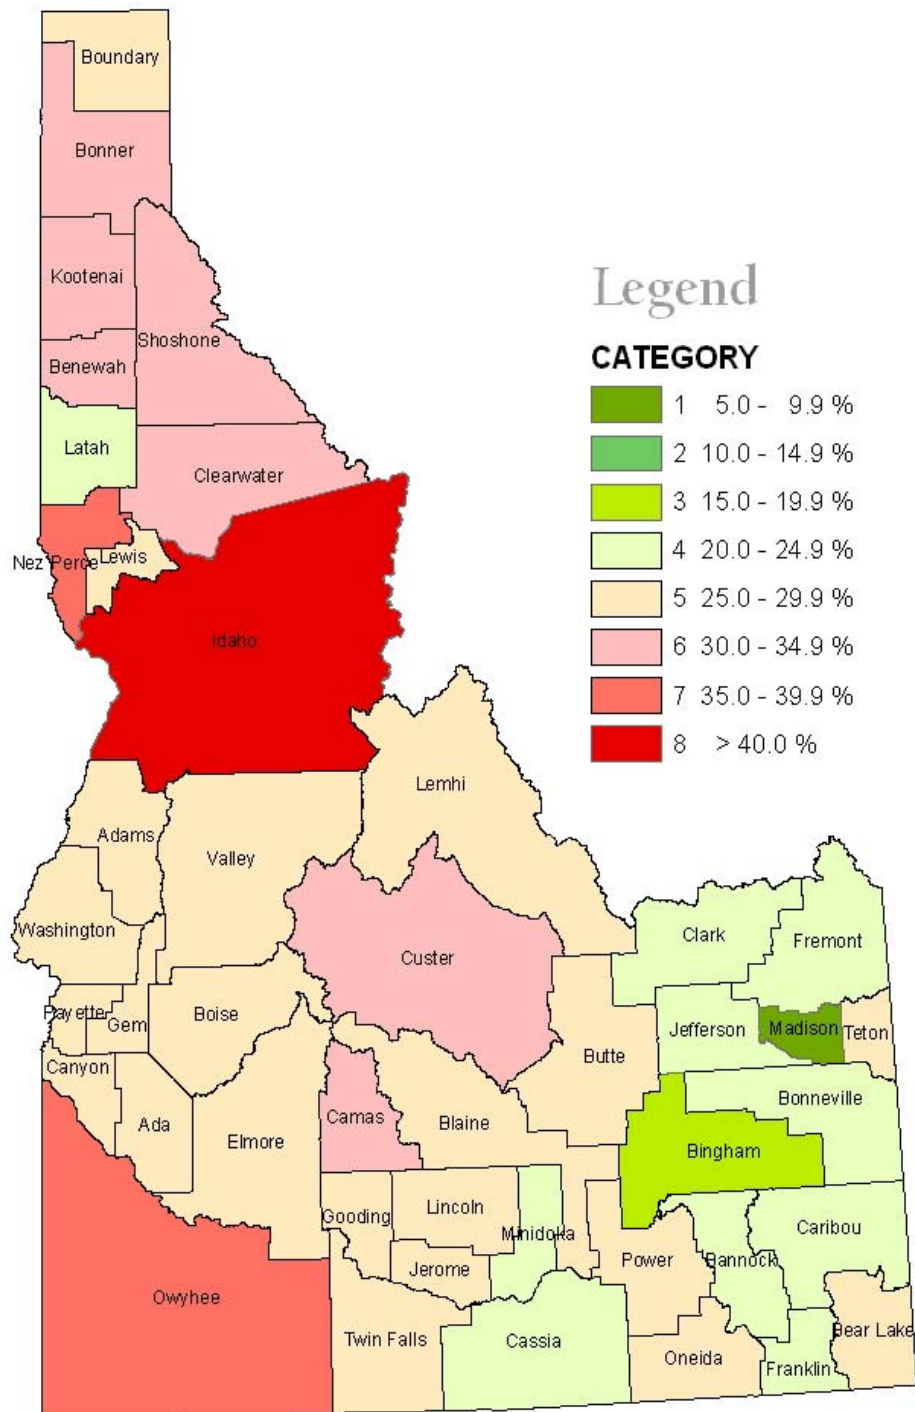 Boundary
Bonner
Kootenai
Shoshone
Benewah
Latah
Clearwater
Nez Perce
Lewis
Idaho
Legend
CATEGORY
1 5.0 - 9.9 %
2 10.0 - 14.9 %
3 15.0 - 19.9 %
4 20.0 - 24.9 %
5 25.0 - 29.9 %
6 30.0 - 34.9 %
7 35.0 - 39.9 %
8 > 40.0 %
Lemhi
Adams
Valley
Washington
Custer
Clark
Fremont
Payette
Gem
Boise
Butte
Jefferson
Madison
Teton
Canyon
Ada
Elmore
Camas
Blaine
Bonneville
Bingham
Gooding
Lincoln
Minidoka
Jerome
Power
Bannock
Caribou
Owyhee
Twin Falls
Cassia
Oneida
Franklin
Bear Lake